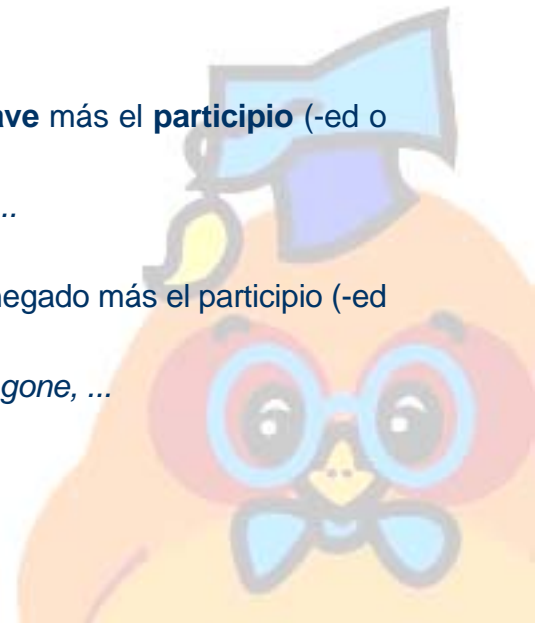 ave más el participio (-ed o
...
negado más el participio (-ed
gone, ...